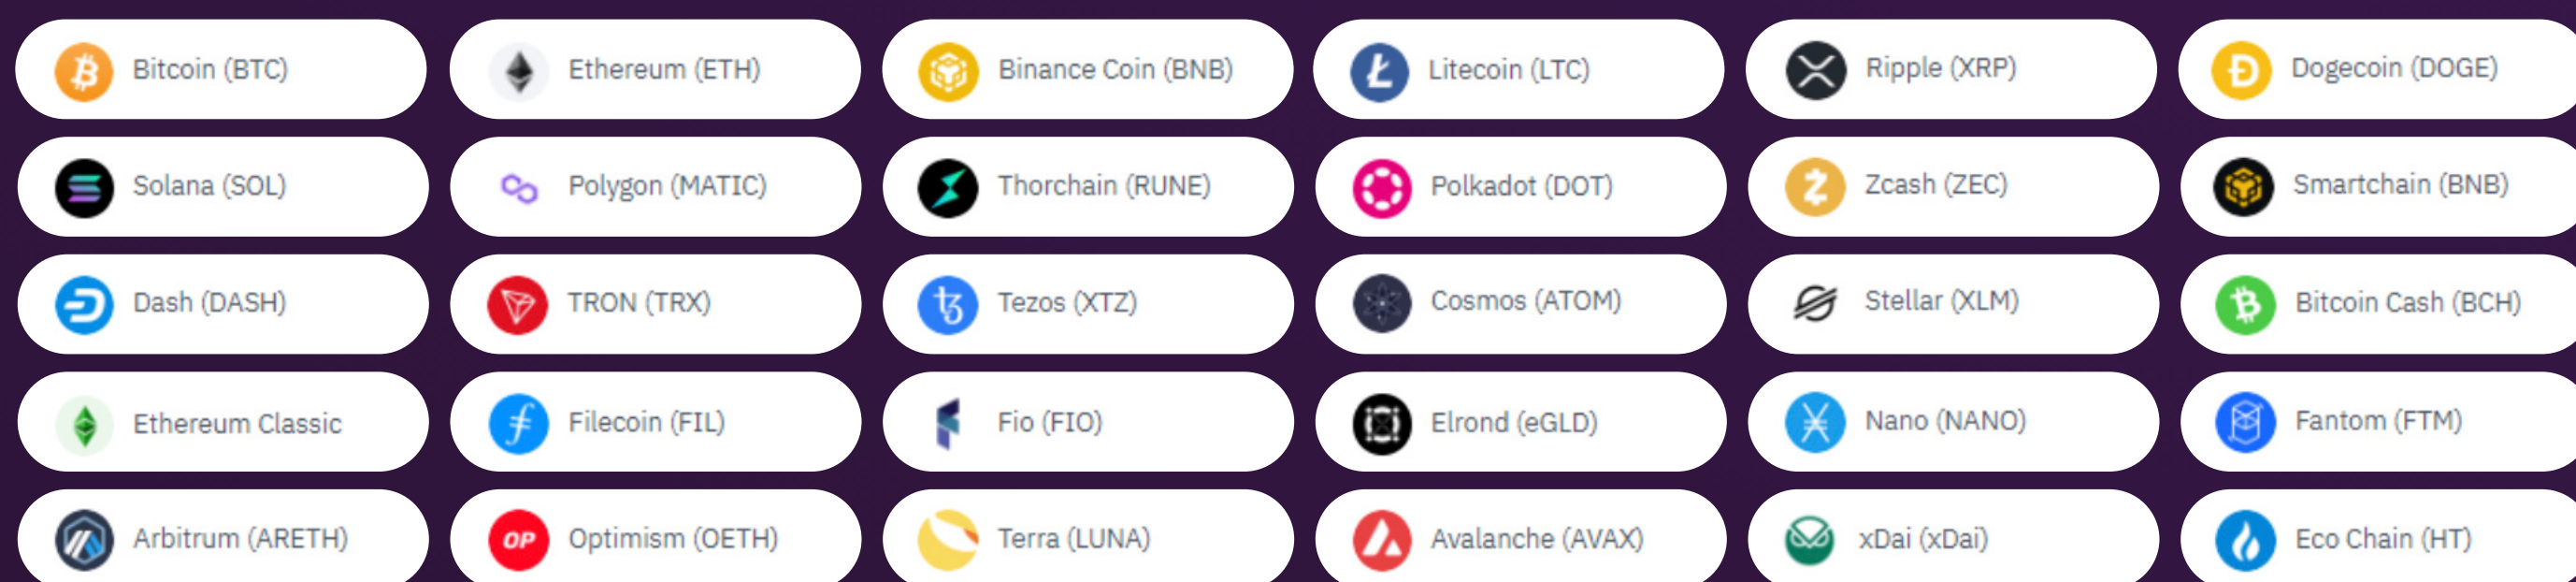 Bitcoin (BTC)
Ethereum (ETH)
Binance Coin (BNB)
Litecoin (LTC)
Ripple (XRP)
Dogecoin (DOGE)
Solana (SOL)
Polygon (MATIC)
Thorchain (RUNE)
Polkadot (DOT)
Zcash (ZEC)
Smartchain (BNB)
Dash (DASH)
TRON (TRX)
Tezos (XTZ)
Cosmos (ATOM)
Stellar (XLM)
Bitcoin Cash (BCH)
Ethereum Classic
Filecoin (FIL)
Fio (FIO)
Elrond (eGLD)
Nano (NANO)
Fantom (FTM)
Arbitrum (ARETH)
OP Optimism (OETH)
Terra (LUNA)
Avalanche (AVAX)
xDai (xDai)
Eco Chain (HT)